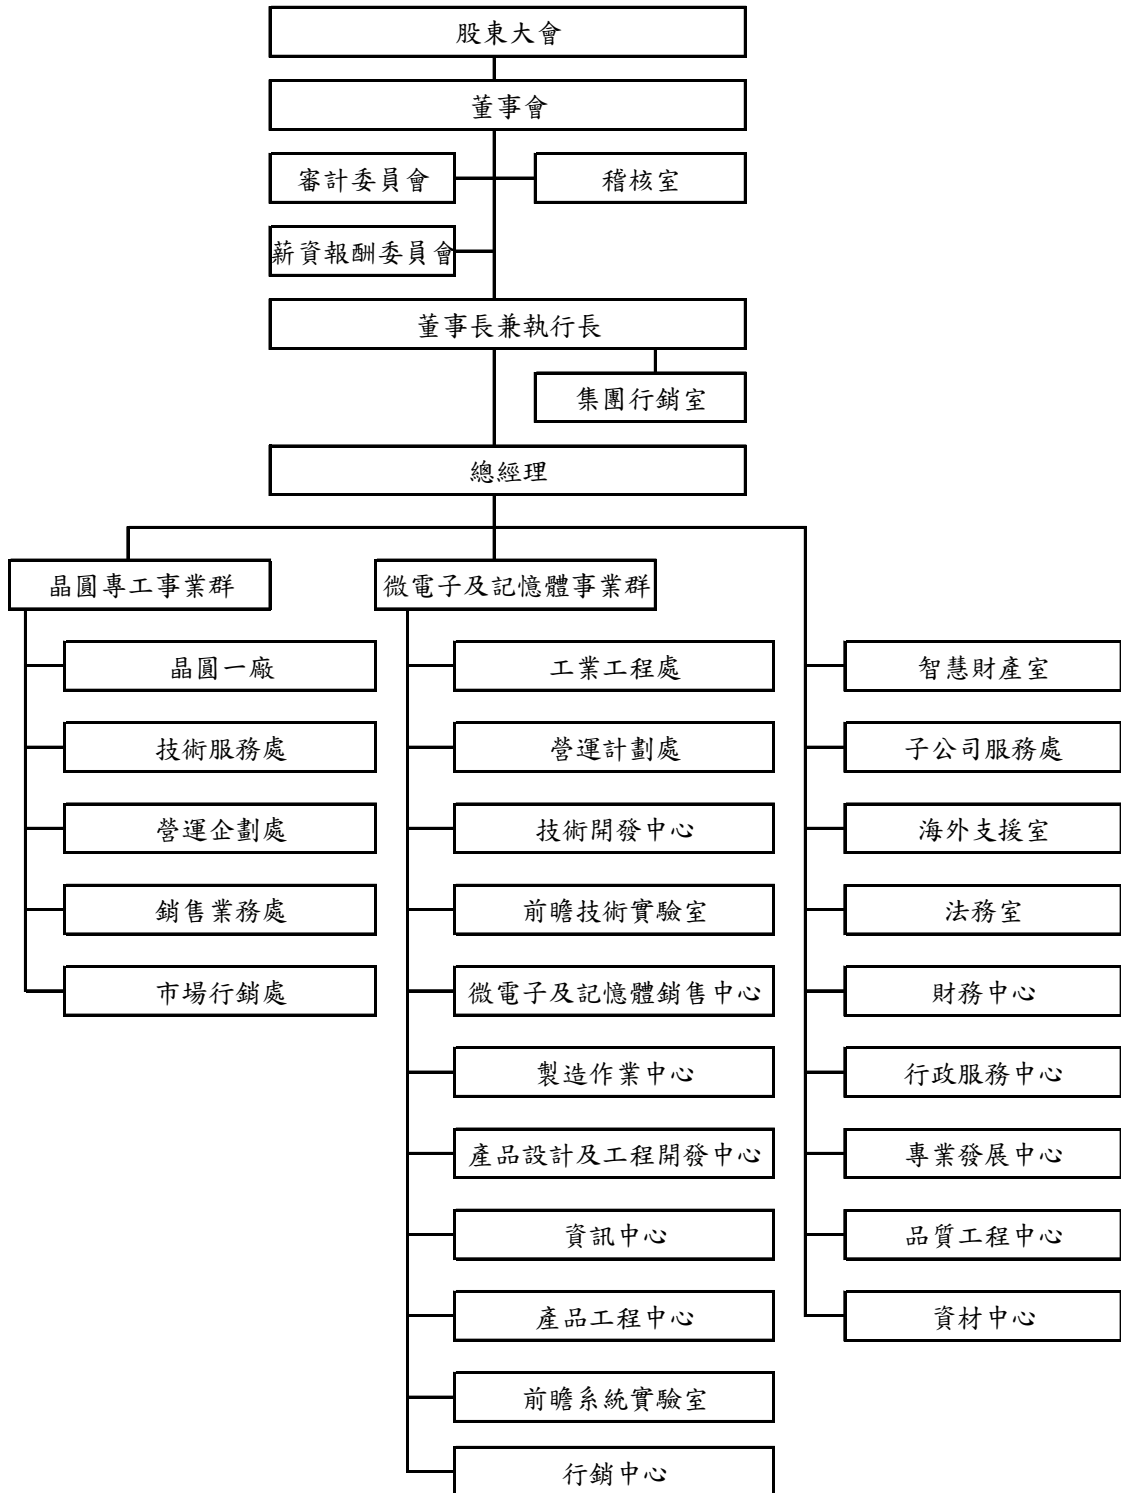 股東大會
董事會
審計委員會
稽核室
薪資報酬委員會
董事長兼執行長
集團行銷室
總經理
晶圓專工事業群
微電子及記憶體事業群
晶圓一廠
工業工程處
智慧財產室
技術服務處
營運計劃處
子公司服務處
營運企劃處
技術開發中心
海外支援室
銷售業務處
前瞻技術實驗室
法務室
市場行銷處
微電子及記憶體銷售中心
財務中心
製造作業中心
行政服務中心
產品設計及工程開發中心
專業發展中心
資訊中心
品質工程中心
產品工程中心
資材中心
前瞻系統實驗室
行銷中心